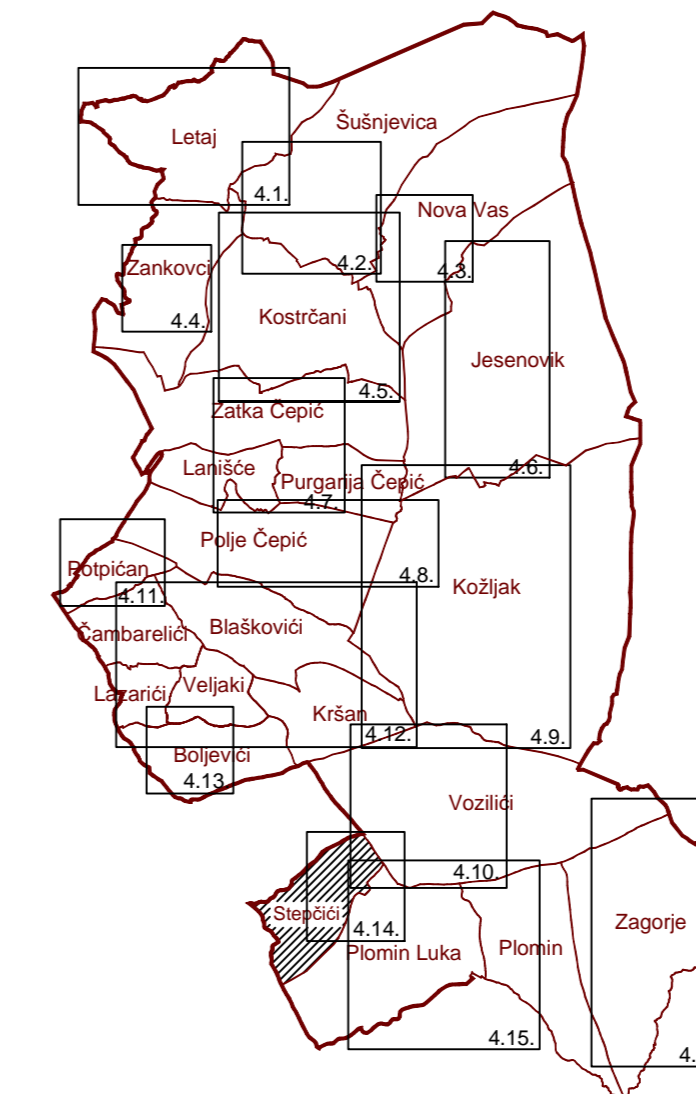 Šušnjevica
Letaj
4.1.
Nova Vas
4.2.
4.3.
Zankovci
4.4.
Kostrčani
Jesenovik
4.5.
Zatka Čepić
4.6.
Lanišće
Purgarija Čepić
4.7.
Polje Čepić
4.8.
Potpićan
Kožljak
4.11.
Čambarelići
Blaškovići
Lazarići
Veljaki
Kršan
4.12.
4.9.
Boljevići
4.13
Vozilići
4.10.
Stepčići
4.14.
Plomin Luka
Plomin
Zagorje
4.15.
4.